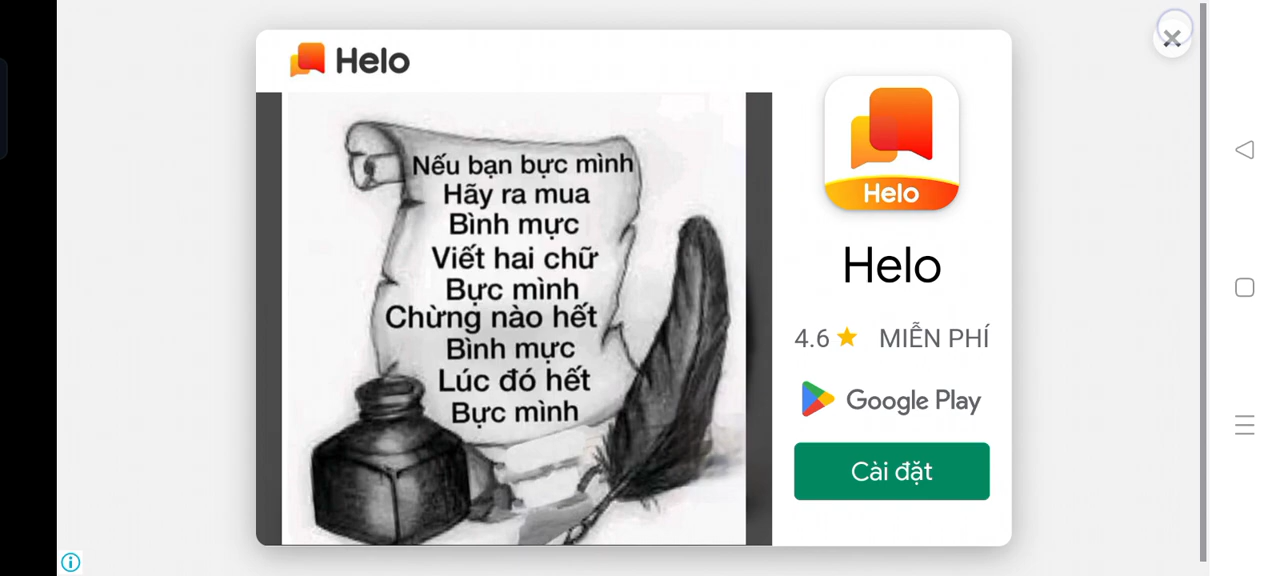 Helo
Nếu bạn bực mình
Hãy ra mua
Bình mực
Viết hai chữ
Bực mình
Chừng nào hết
Bình mực
Lúc đó hết
Bực mình
Helo
Helo
4.6 ★ MIỄN PHÍ
Google Play
Cài đặt